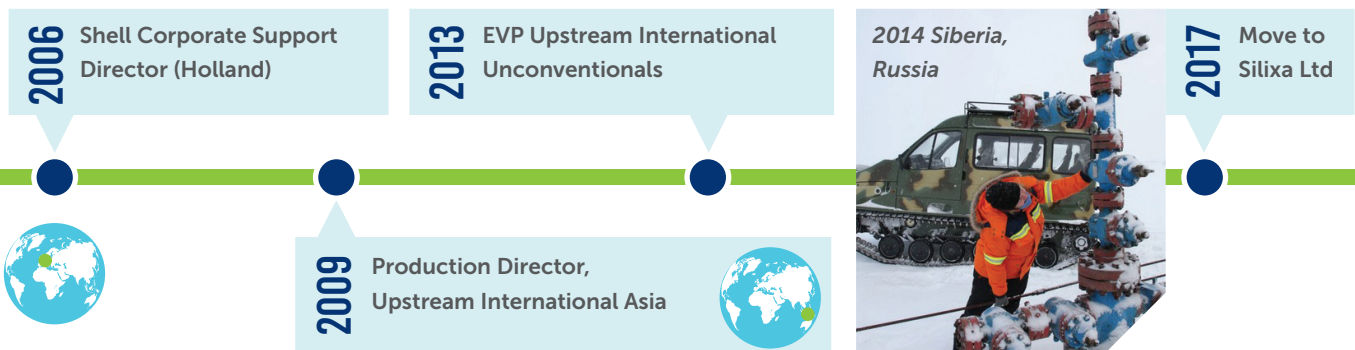 2006
Shell Corporate Support
Director (Holland)
2009
Production Director,
Upstream International Asia
2013
EVP Upstream International
Unconventionals
2014 Siberia,
Russia
2017
Move to
Silixa Ltd